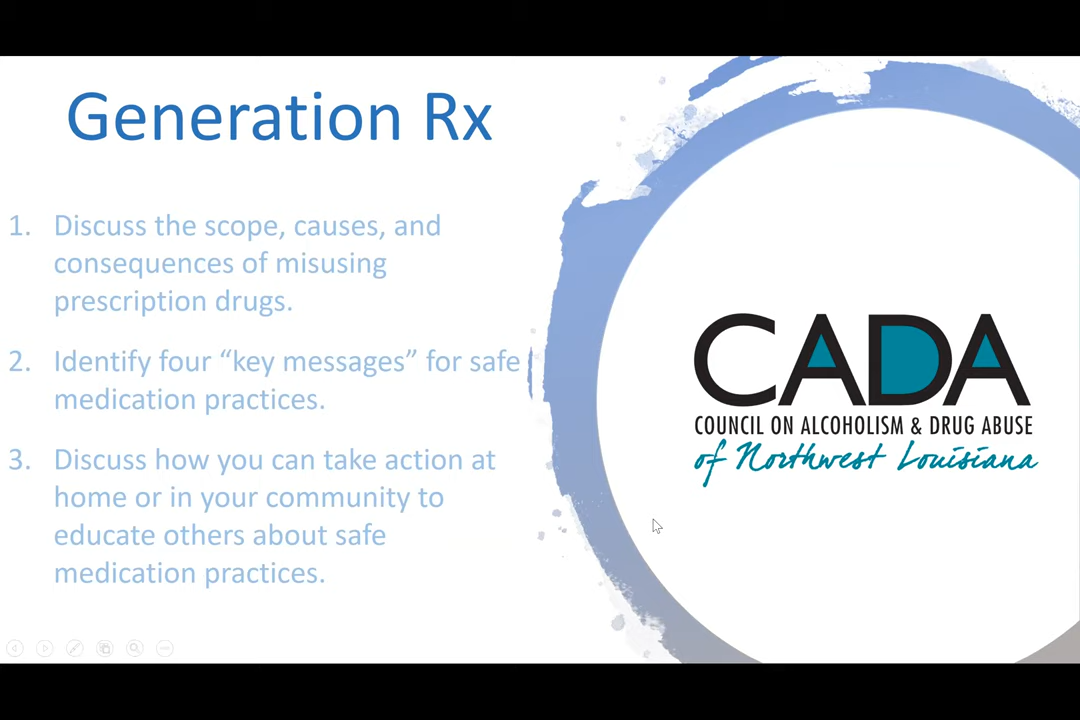 Generation Rx
1. Discuss the scope, causes, and
consequences of misusing
prescription drugs.
2. Identify four “key messages” for safe
medication practices.
3. Discuss how you can take action at
home or in your community to
educate others about safe
medication practices.
CADA
COUNCIL ON ALCOHOLISM & DRUG ABUSE
of Northwest Louisiana